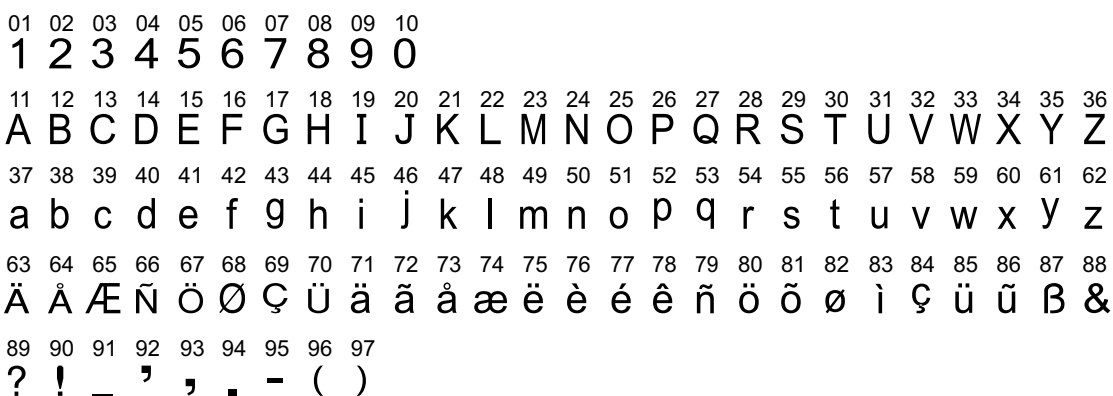 01 02 03 04 05 06 07 08 09 10
1 2 3 4 5 6 7 8 9 0
11 12 13 14 15 16 17 18 19 20 21 22 23 24 25 26 27 28 29 30 31 32 33 34 35 36
A B C D E F G H I J K L M N O P Q R S T U V W X Y Z
37 38 39 40 41 42 43 44 45 46 47 48 49 50 51 52 53 54 55 56 57 58 59 60 61 62
a b c d e f g h i j k l m n o p q r s t u v w x y z
63 64 65 66 67 68 69 70 71 72 73 74 75 76 77 78 79 80 81 82 83 84 85 86 87 88
Ä Å Æ Ñ Ö Ø Ç Ü ä ã å æ ë è é ê ñ ö õ ø ì ç ü ũ ß &
89 90 91 92 93 94 95 96 97
? ! _ ’ , . - ( )